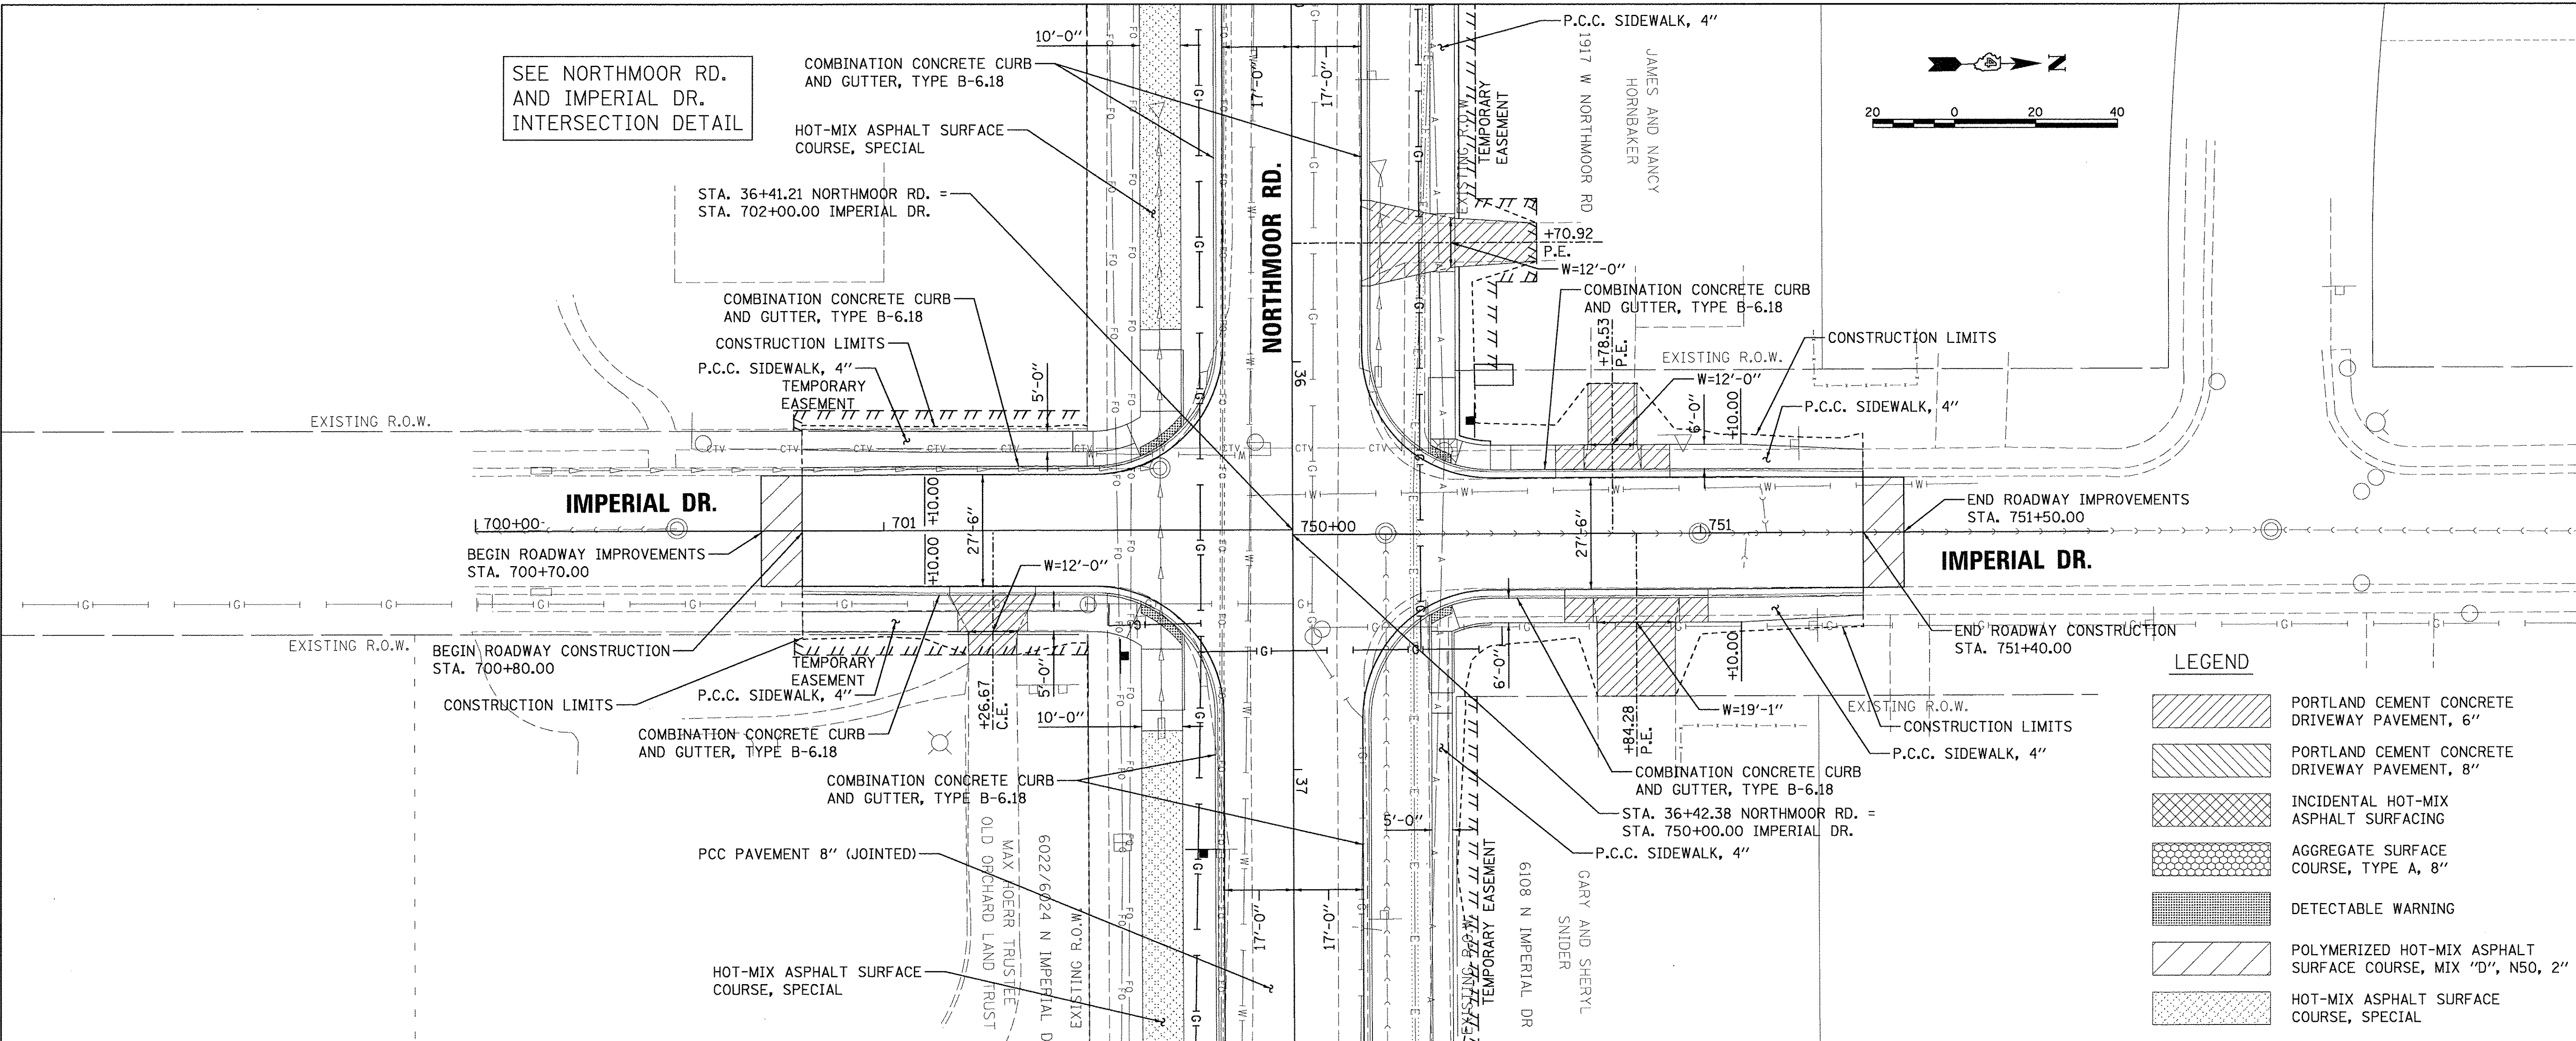 SEE NORTHMOOR RD.
AND IMPERIAL DR.
INTERSECTION DETAIL
10'-0"
COMBINATION CONCRETE CURB
AND GUTTER, TYPE B-6.18
HOT-MIX ASPHALT SURFACE
COURSE, SPECIAL
STA. 36+41.21 NORTHMOOR RD. =
STA. 702+00.00 IMPERIAL DR.
COMBINATION CONCRETE CURB
AND GUTTER, TYPE B-6.18
CONSTRUCTION LIMITS
P.C.C. SIDEWALK, 4"
TEMPORARY
EASEMENT
5'-0"
EXISTING R.O.W.
17'-0"
17'-0"
NORTHMOOR RD.
36
P.C.C. SIDEWALK, 4"
EXISTING R.O.W.
TEMPORARY
EASEMENT
1917 W NORTHMOOR RD
JAMES AND NANCY
HORNBAKER
N
20 0 20 40
+70.92
P.E.
W=12'-0"
COMBINATION CONCRETE CURB
AND GUTTER, TYPE B-6.18
+78.53
P.E.
EXISTING R.O.W.
CONSTRUCTION LIMITS
W=12'-0"
6'-0"
+10.00
P.C.C. SIDEWALK, 4"
IMPERIAL DR.
700+00
701
+10.00
+10.00
27'-6"
750+00
27'-6"
751
BEGIN ROADWAY IMPROVEMENTS
STA. 700+70.00
END ROADWAY IMPROVEMENTS
STA. 751+50.00
IMPERIAL DR.
W=12'-0"
EXISTING R.O.W.
BEGIN ROADWAY CONSTRUCTION
STA. 700+80.00
TEMPORARY
EASEMENT
P.C.C. SIDEWALK, 4"
CONSTRUCTION LIMITS
+26.67
C.E.
5'-0"
10'-0"
COMBINATION CONCRETE CURB
AND GUTTER, TYPE B-6.18
COMBINATION CONCRETE CURB
AND GUTTER, TYPE B-6.18
PCC PAVEMENT 8" (JOINTED)
HOT-MIX ASPHALT SURFACE
COURSE, SPECIAL
OLD ORCHARD LAND TRUST
MAX HOERR TRUSTEE
6022/6024 N IMPERIAL D
EXISTING R.O.W.
37
17'-0"
17'-0"
END ROADWAY CONSTRUCTION
STA. 751+40.00
6'-0"
+10.00
W=19'-1"
+84.28
P.E.
EXISTING R.O.W.
CONSTRUCTION LIMITS
P.C.C. SIDEWALK, 4"
COMBINATION CONCRETE CURB
AND GUTTER, TYPE B-6.18
STA. 36+42.38 NORTHMOOR RD. =
STA. 750+00.00 IMPERIAL DR.
5'-0"
P.C.C. SIDEWALK, 4"
EXISTING R.O.W.
TEMPORARY EASEMENT
6108 N IMPERIAL DR
GARY AND SHERYL
SNIDER
LEGEND
PORTLAND CEMENT CONCRETE
DRIVEWAY PAVEMENT, 6"
PORTLAND CEMENT CONCRETE
DRIVEWAY PAVEMENT, 8"
INCIDENTAL HOT-MIX
ASPHALT SURFACING
AGGREGATE SURFACE
COURSE, TYPE A, 8"
DETECTABLE WARNING
POLYMERIZED HOT-MIX ASPHALT
SURFACE COURSE, MIX "D", N50, 2"
HOT-MIX ASPHALT SURFACE
COURSE, SPECIAL